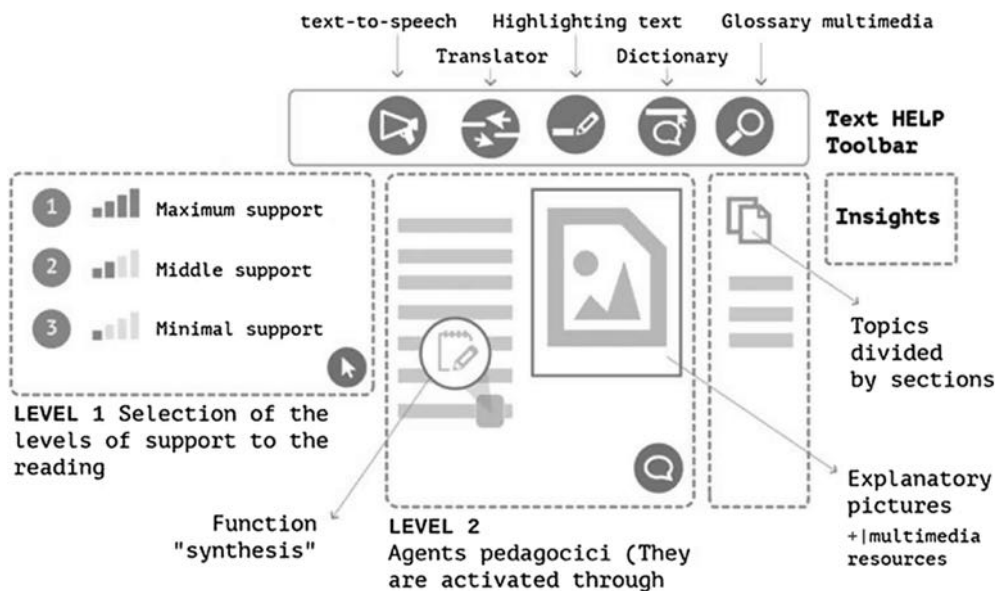 text-to-speech
Highlighting text
Glossary multimedia
Translator
Dictionary
Text HELP
Toolbar
1
Maximum support
2
Middle support
3
Minimal support
Insights
Topics
divided
by sections
LEVEL 1 Selection of the
levels of support to the
reading
Function
"synthesis"
LEVEL 2
Agents pedagocici (They
are activated through
Explanatory
pictures
+|multimedia
resources